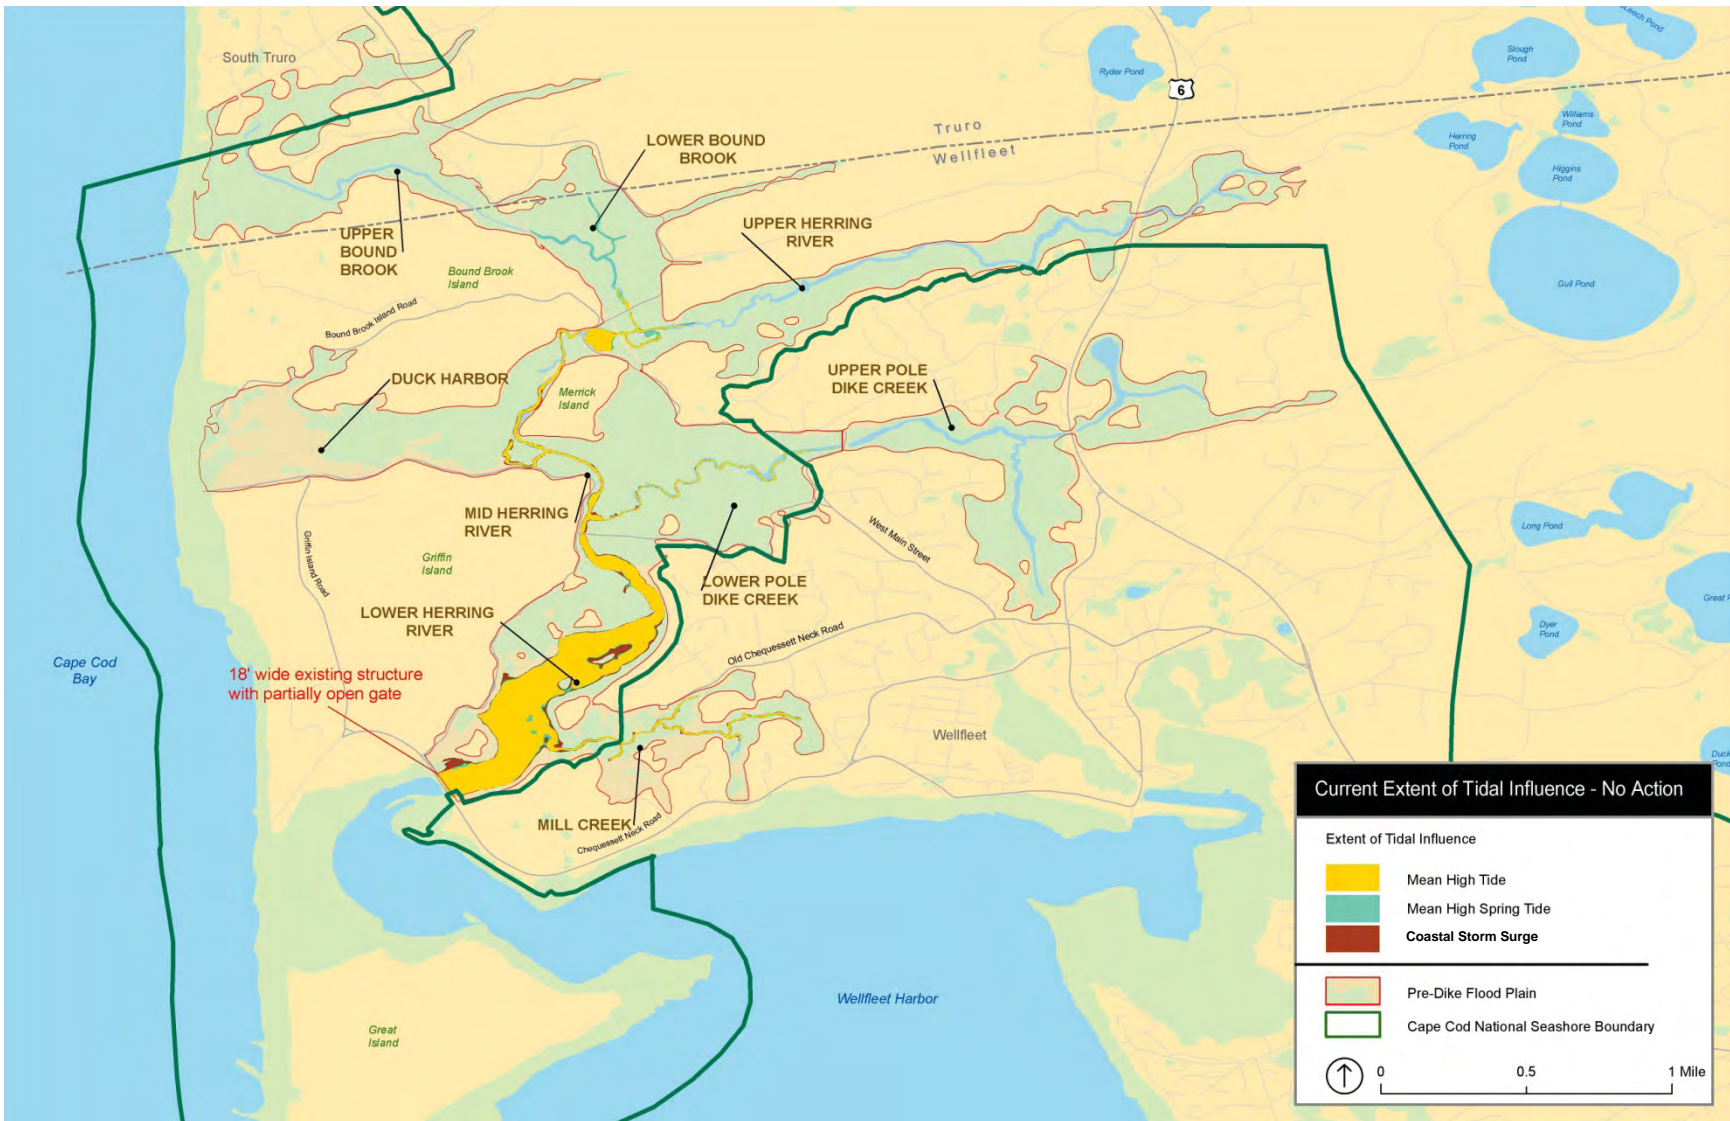 Leech Pond
South Truro
Slough
Pond
Ryder Pond
6
Williams
Pond
Truro
Wellfleet
Herring
Pond
LOWER BOUND
BROOK
Higgins
Pond
UPPER HERRING
RIVER
UPPER
BOUND
BROOK
Bound Brook
Island
Gull Pond
Bound Brook Island Road
DUCK HARBOR
Merrick
Island
UPPER POLE
DIKE CREEK
MID HERRING
RIVER
West Main Street
Long Pond
Griffin Island Road
Griffin
Island
LOWER POLE
DIKE CREEK
Great
LOWER HERRING
RIVER
Dyer
Pond
Old Chequessett Neck Road
Cape Cod
Bay
18' wide existing structure
with partially open gate
Wellfleet
Duck
Pond
MILL CREEK
Chequessett Neck Road
Wellfleet Harbor
Great
Island
Current Extent of Tidal Influence - No Action
Extent of Tidal Influence
Mean High Tide
Mean High Spring Tide
Coastal Storm Surge
Pre-Dike Flood Plain
Cape Cod National Seashore Boundary
0 0.5 1 Mile